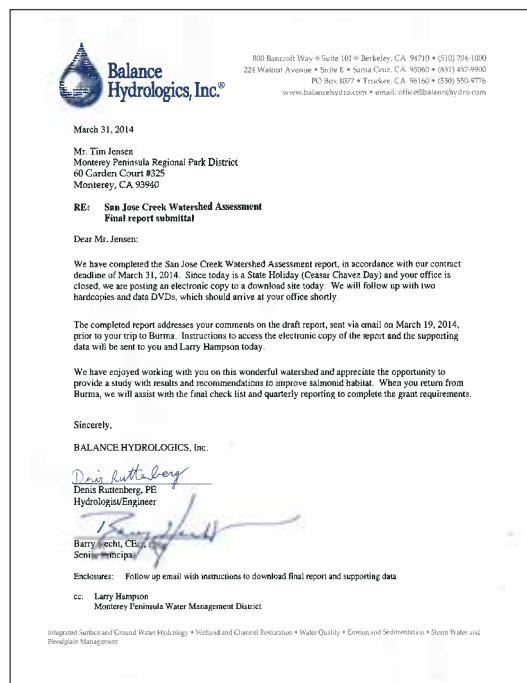 Balance
Hydrologics, Inc.®
800 Bancroft Way • Suite 101 • Berkeley, CA 94710 • (510) 704-1000
224 Walnut Avenue • Suite E • Santa Cruz, CA 95060 • (831) 457-9900
PO Box 1077 • Truckee, CA 96160 • (530) 550-9776
www.balancehydro.com • email: office@balancehydro.com
March 31, 2014
Mr. Tim Jensen
Monterey Peninsula Regional Park District
60 Garden Court #325
Monterey, CA 93940
RE: San Jose Creek Watershed Assessment
Final report submittal
Dear Mr. Jensen:
We have completed the San Jose Creek Watershed Assessment report, in accordance with our contract
deadline of March 31, 2014. Since today is a State Holiday (Ceasar Chavez Day) and your office is
closed, we are posting an electronic copy to a download site today. We will follow up with two
hardcopies and data DVDs, which should arrive at your office shortly.
The completed report addresses your comments on the draft report, sent via email on March 19, 2014,
prior to your trip to Burma. Instructions to access the electronic copy of the report and the supporting
data will be sent to you and Larry Hampson today.
We have enjoyed working with you on this wonderful watershed and appreciate the opportunity to
provide a study with results and recommendations to improve salmonid habitat. When you return from
Burma, we will assist with the final check list and quarterly reporting to complete the grant requirements.
Sincerely,
BALANCE HYDROLOGICS, Inc.
Denis Ruttenberg
Denis Ruttenberg, PE
Hydrologist/Engineer
Barry Hecht, CEG,
Senior Principal
Enclosures: Follow up email with instructions to download final report and supporting data
cc: Larry Hampson
Monterey Peninsula Water Management District
Integrated Surface and Ground Water Hydrology • Wetland and Channel Restoration • Water Quality • Erosion and Sedimentation • Storm Water and
Floodplain Management